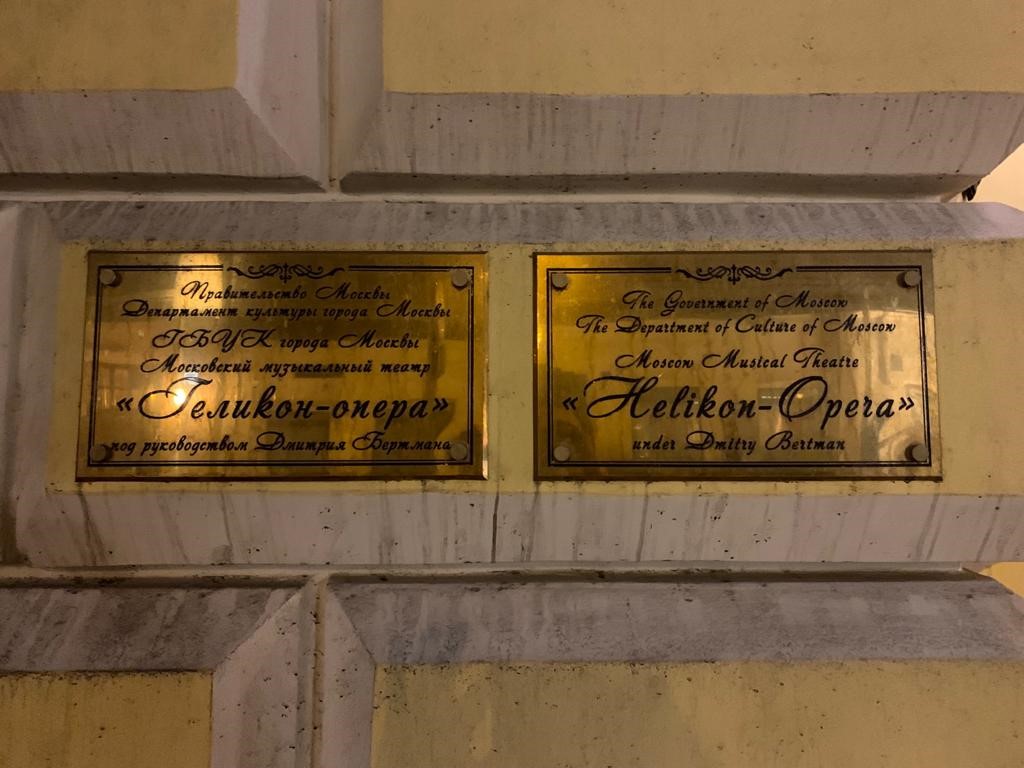 Правительство Москвы
Департамент культуры города Москвы
ГБУК города Москвы
Московский музыкальный театр
«Геликон-опера»
под руководством Дмитрия Бертмана
The Government of Moscow
The Department of Culture of Moscow
Moscow Musical Theatre
«Helikon-Opera»
under Dmitry Bertman